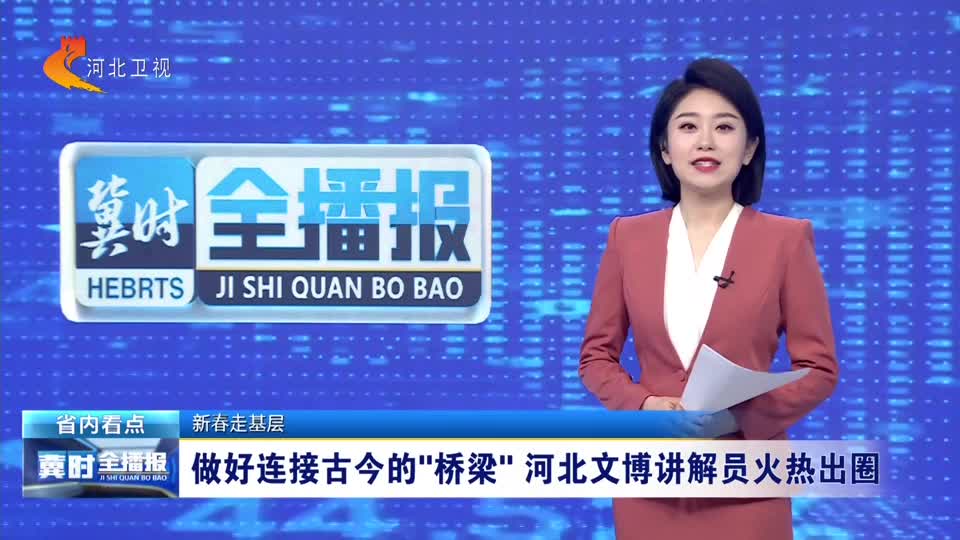 河北卫视
冀时
全播报
HEBRTS
JI SHI QUAN BO BAO
省内看点
新春走基层
冀时
全播报
JI SHI QUAN BO BAO
做好连接古今的"桥梁" 河北文博讲解员火热出圈